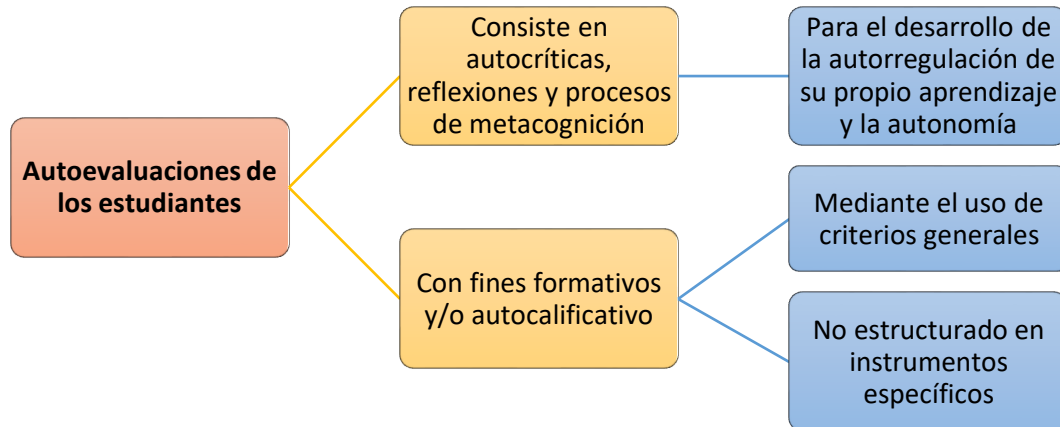 Autoevaluaciones de
los estudiantes
Consiste en
autocríticas,
reflexiones y procesos
de metacognición
Para el desarrollo de
la autorregulación de
su propio aprendizaje
y la autonomía
Con fines formativos
y/o autocalificativo
Mediante el uso de
criterios generales
No estructurado en
instrumentos
específicos